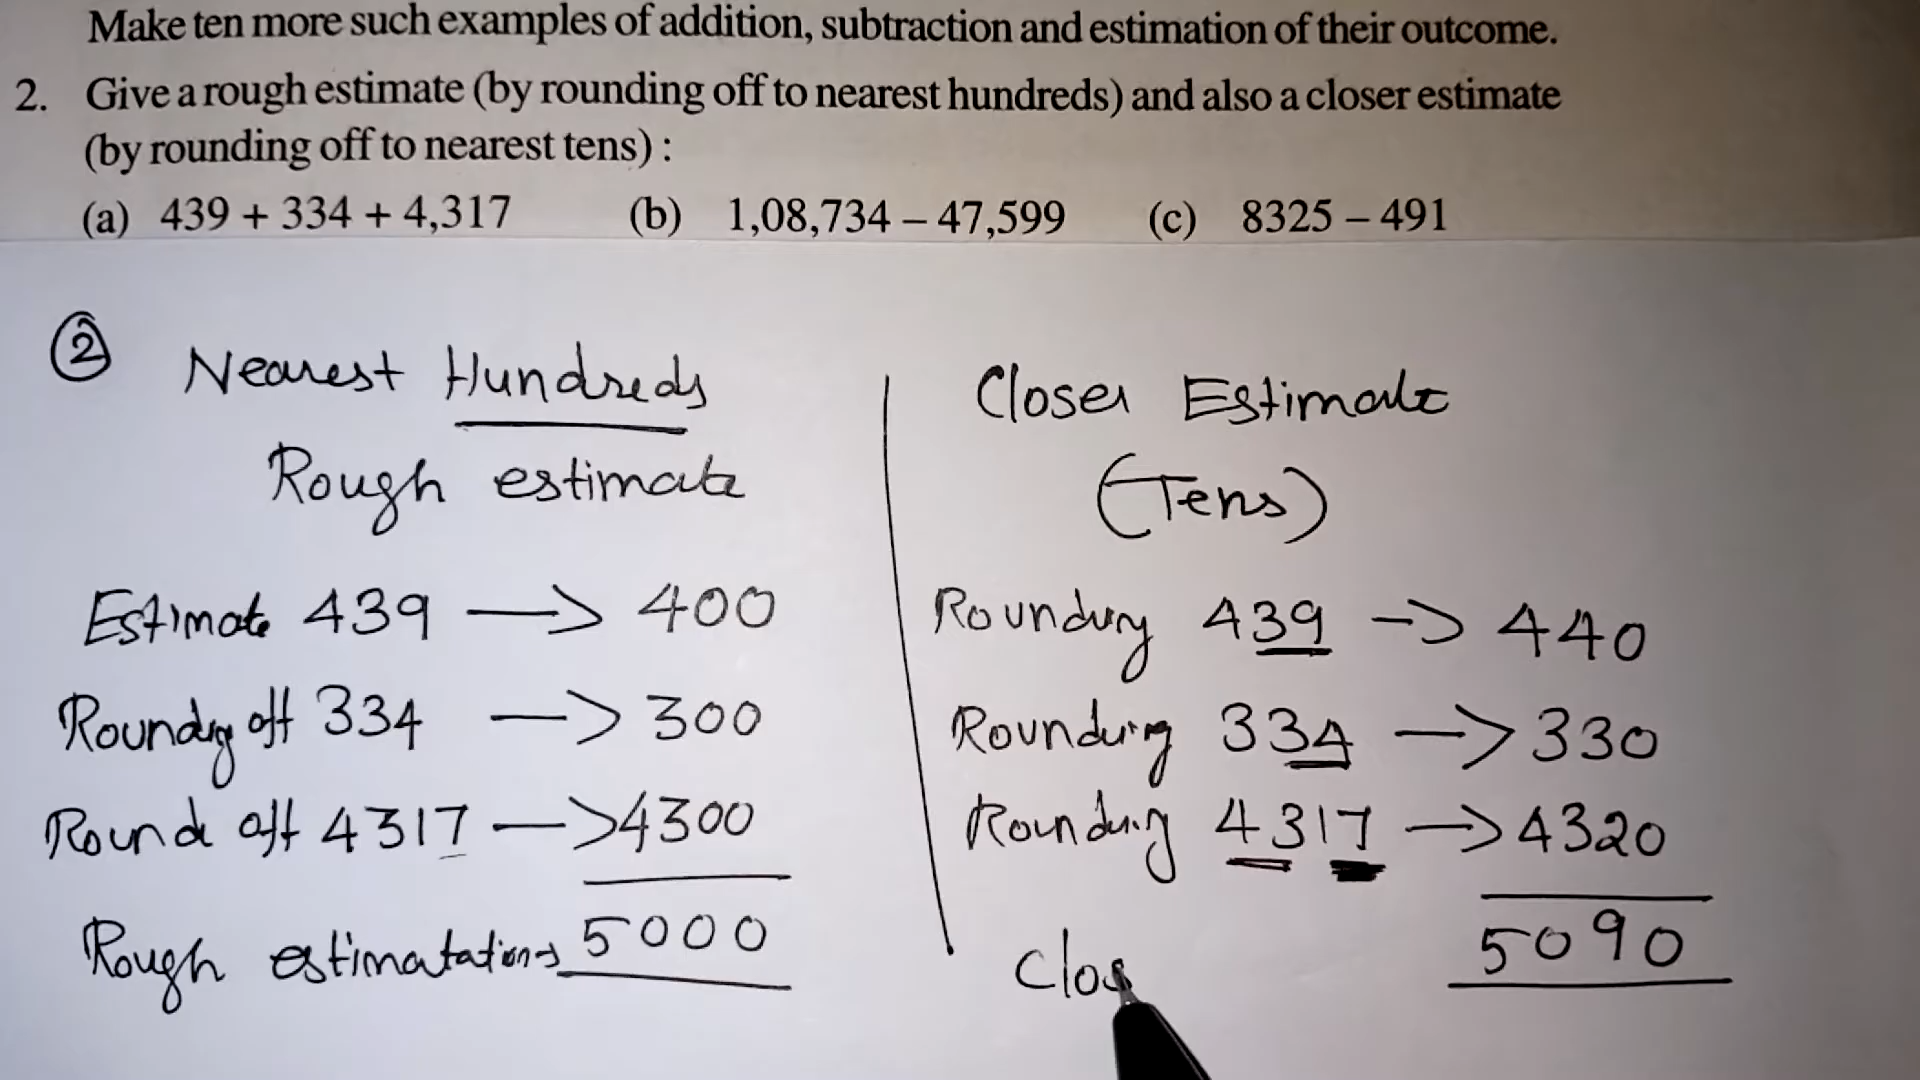 Make ten more such examples of addition, subtraction and estimation of their outcome.
2. Give a rough estimate (by rounding off to nearest hundreds) and also a closer estimate
(by rounding off to nearest tens) :
(a) 439 + 334 + 4,317 (b) 1,08,734 – 47,599 (c) 8325 – 491
② Nearest Hundreds
Rough estimate
Estimate 439 —> 400
Rounding off 334 —> 300
Round off 4317 —> 4300
Rough estimatations 5000
Closer Estimate
(Tens)
Rounding 439 -> 440
Rounding 334 —> 330
Rounding 4317 —> 4320
5090
Clos